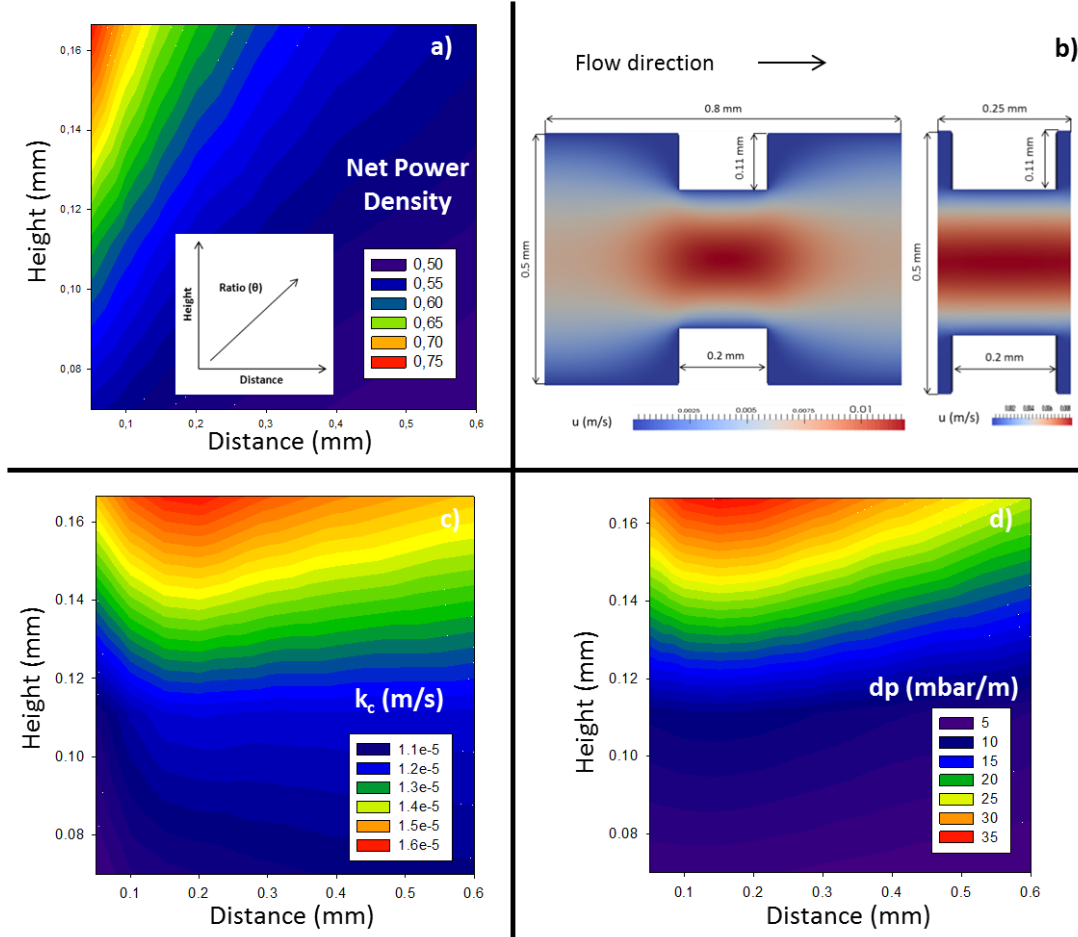 a)
0,16
0,14
0,12
0,10
0,08
Height (mm)
Net Power
Density
Height
Ratio (θ)
Distance
0,50
0,55
0,60
0,65
0,70
0,75
0,1
0,2
0,3
0,4
0,5
0,6
Distance (mm)
b)
Flow direction
0.8 mm
0.25 mm
0.5 mm
0.11 mm
0.2 mm
0.5 mm
0.11 mm
0.2 mm
u (m/s)
0.0025
0.005
0.0075
0.01
u (m/s)
0.002
0.004
0.006
0.008
c)
0.16
0.14
0.12
0.10
0.08
Height (mm)
kc (m/s)
1.1e-5
1.2e-5
1.3e-5
1.4e-5
1.5e-5
1.6e-5
0.1
0.2
0.3
0.4
0.5
0.6
Distance (mm)
d)
0.16
0.14
0.12
0.10
0.08
Height (mm)
dp (mbar/m)
5
10
15
20
25
30
35
0.1
0.2
0.3
0.4
0.5
0.6
Distance (mm)